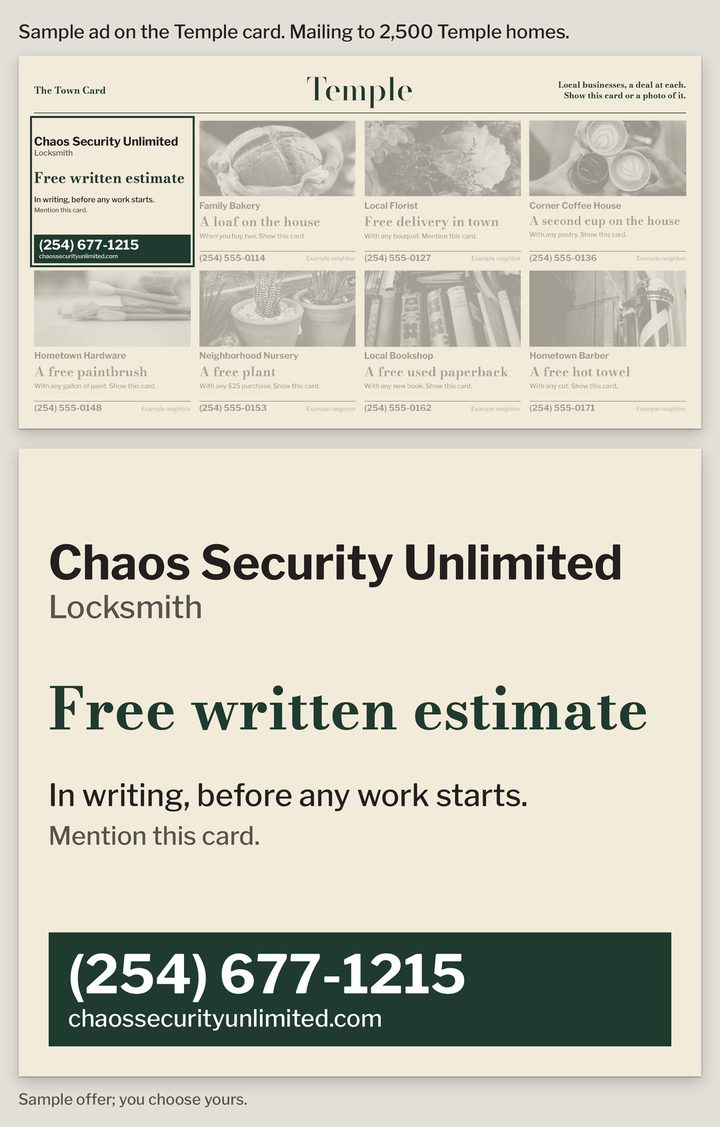 Sample ad on the Temple card. Mailing to 2,500 Temple homes.
The Town Card
Temple
Local businesses, a deal at each.
Show this card or a photo of it.
Chaos Security Unlimited
Locksmith
Free written estimate
In writing, before any work starts.
Mention this card.
(254) 677-1215
chaossecurityunlimited.com
Family Bakery
A loaf on the house
When you buy two. Show this card.
(254) 555-0114 Example neighbor
Local Florist
Free delivery in town
With any bouquet. Mention this card.
(254) 555-0127 Example neighbor
Corner Coffee House
A second cup on the house
With any pastry. Show this card.
(254) 555-0136 Example neighbor
Hometown Hardware
A free paintbrush
With any gallon of paint. Show this card.
(254) 555-0148 Example neighbor
Neighborhood Nursery
A free plant
With any $25 purchase. Show this card.
(254) 555-0153 Example neighbor
Local Bookshop
A free used paperback
With any new book. Show this card.
(254) 555-0162 Example neighbor
Hometown Barber
A free hot towel
With any cut. Show this card.
(254) 555-0171 Example neighbor
Chaos Security Unlimited
Locksmith
Free written estimate
In writing, before any work starts.
Mention this card.
(254) 677-1215
chaossecurityunlimited.com
Sample offer; you choose yours.